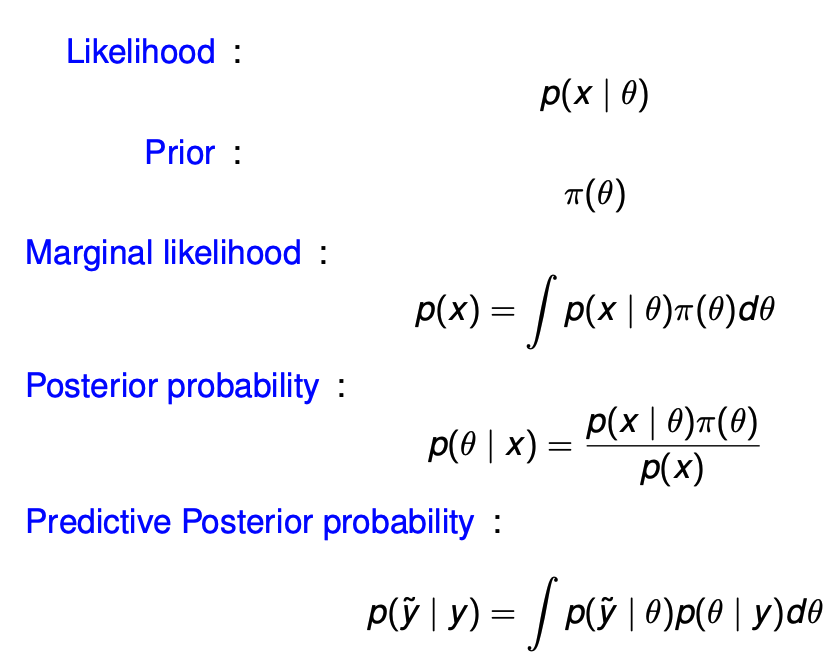 Likelihood :
p(x | θ)
Prior :
π(θ)
Marginal likelihood :
p(x) = ∫ p(x | θ)π(θ)dθ
Posterior probability :
p(θ | x) = p(x | θ)π(θ) / p(x)
Predictive Posterior probability :
p(ỹ | y) = ∫ p(ỹ | θ)p(θ | y)dθ